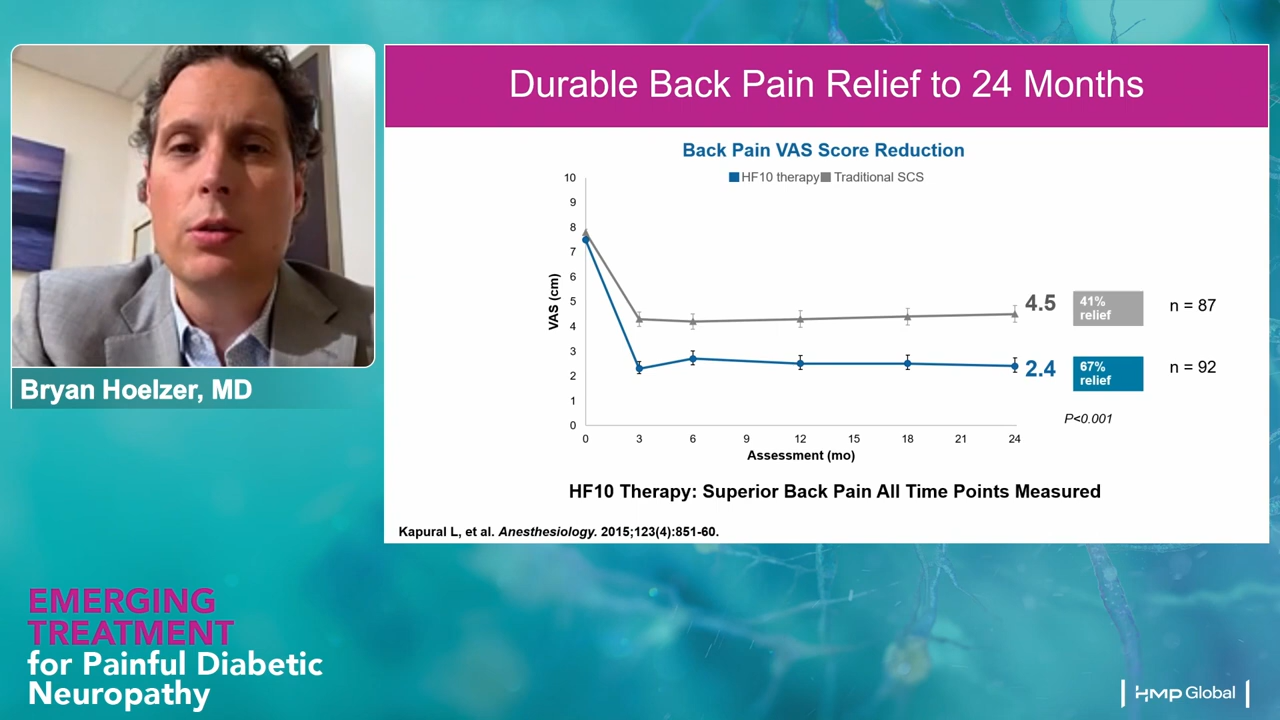 Durable Back Pain Relief to 24 Months
Back Pain VAS Score Reduction
HF10 therapy Traditional SCS
10
9
8
7
6
5
4
3
2
1
0
VAS (cm)
0 3 6 9 12 15 18 21 24
Assessment (mo)
4.5
41%
relief
n = 87
2.4
67%
relief
n = 92
P<0.001
HF10 Therapy: Superior Back Pain All Time Points Measured
Kapural L, et al. Anesthesiology. 2015;123(4):851-60.
Bryan Hoelzer, MD
EMERGING
TREATMENT
for Painful Diabetic
Neuropathy
HMP Global